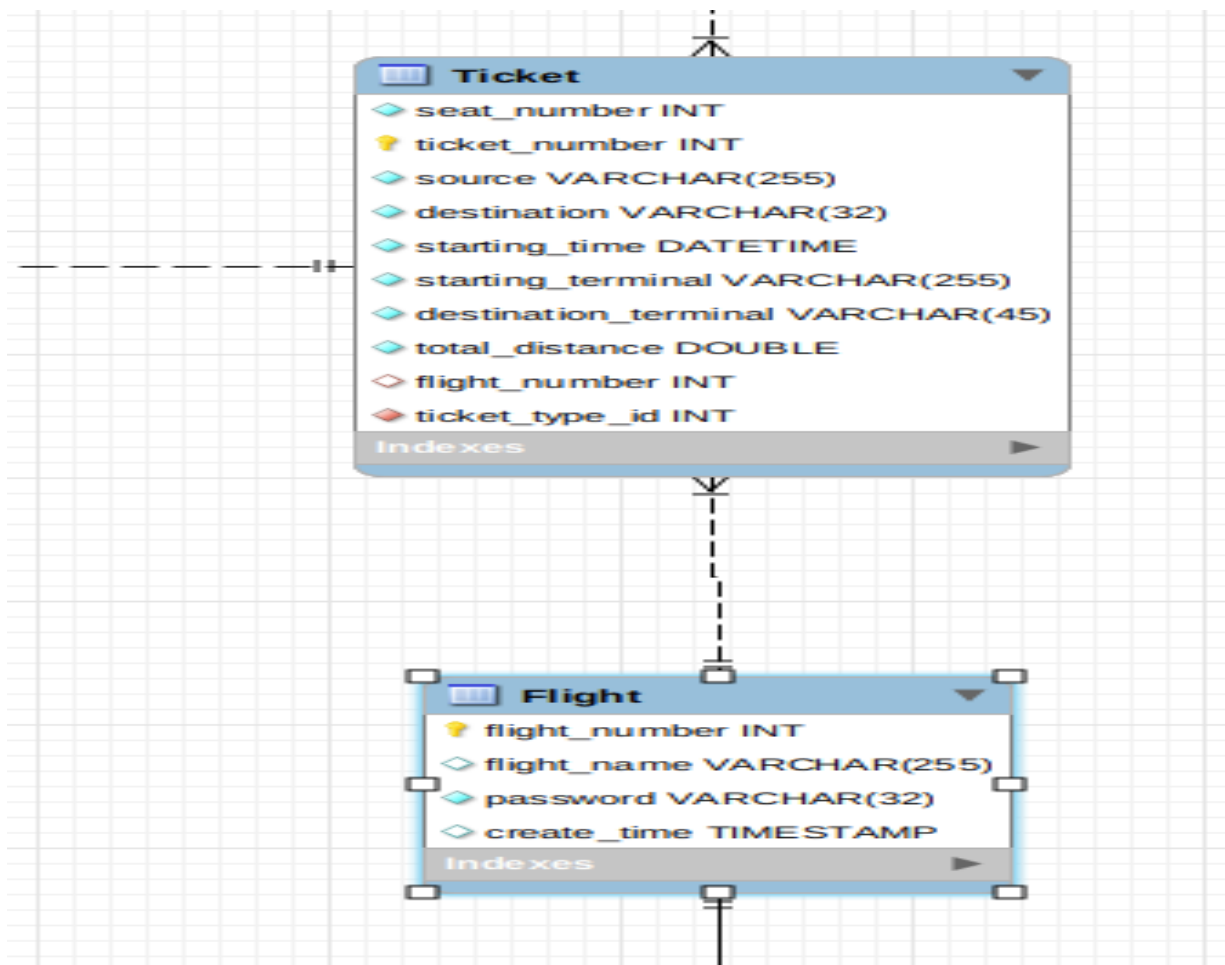 Ticket
seat_number INT
ticket_number INT
source VARCHAR(255)
destination VARCHAR(32)
starting_time DATETIME
starting_terminal VARCHAR(255)
destination_terminal VARCHAR(45)
total_distance DOUBLE
flight_number INT
ticket_type_id INT
Indexes
Flight
flight_number INT
flight_name VARCHAR(255)
password VARCHAR(32)
create_time TIMESTAMP
Indexes